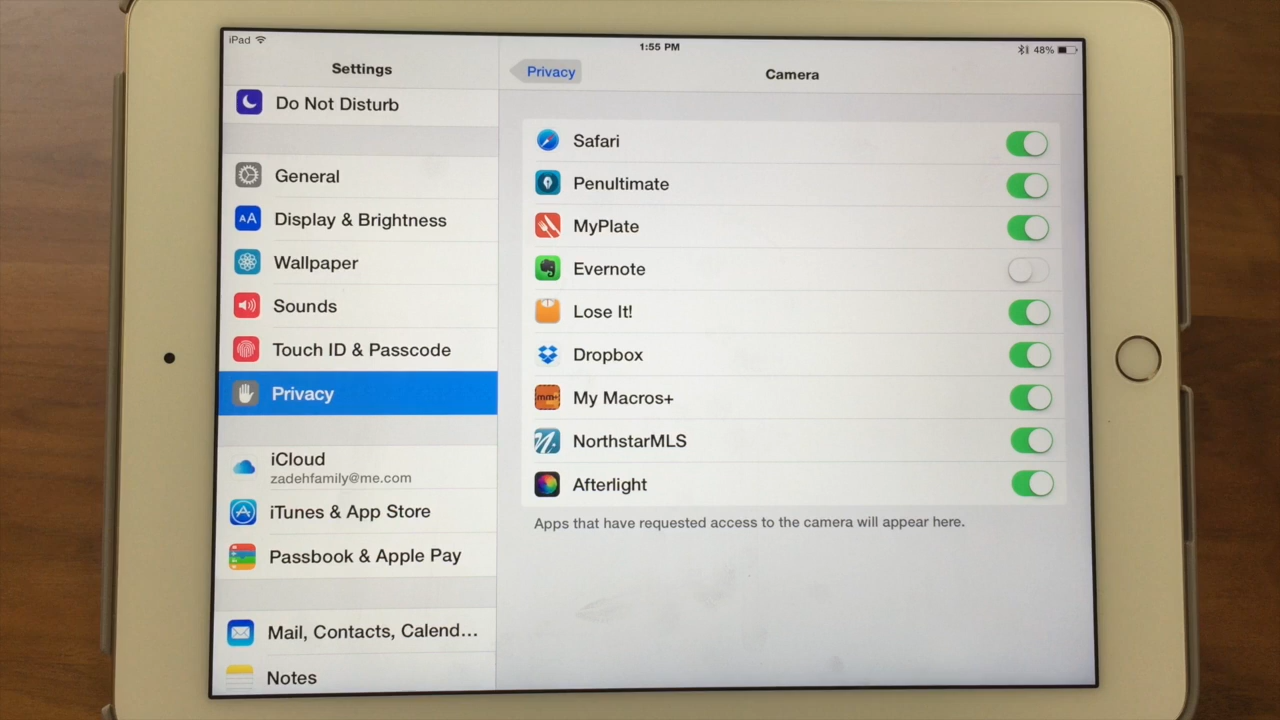 iPad
1:55 PM
48%
Settings
Privacy
Camera
Do Not Disturb
General
AA
Display & Brightness
Wallpaper
Sounds
Touch ID & Passcode
Privacy
iCloud
zadehfamily@me.com
iTunes & App Store
Passbook & Apple Pay
Mail, Contacts, Calend...
Notes
Safari
Penultimate
MyPlate
Evernote
Lose It!
Dropbox
mm+
My Macros+
NorthstarMLS
Afterlight
Apps that have requested access to the camera will appear here.